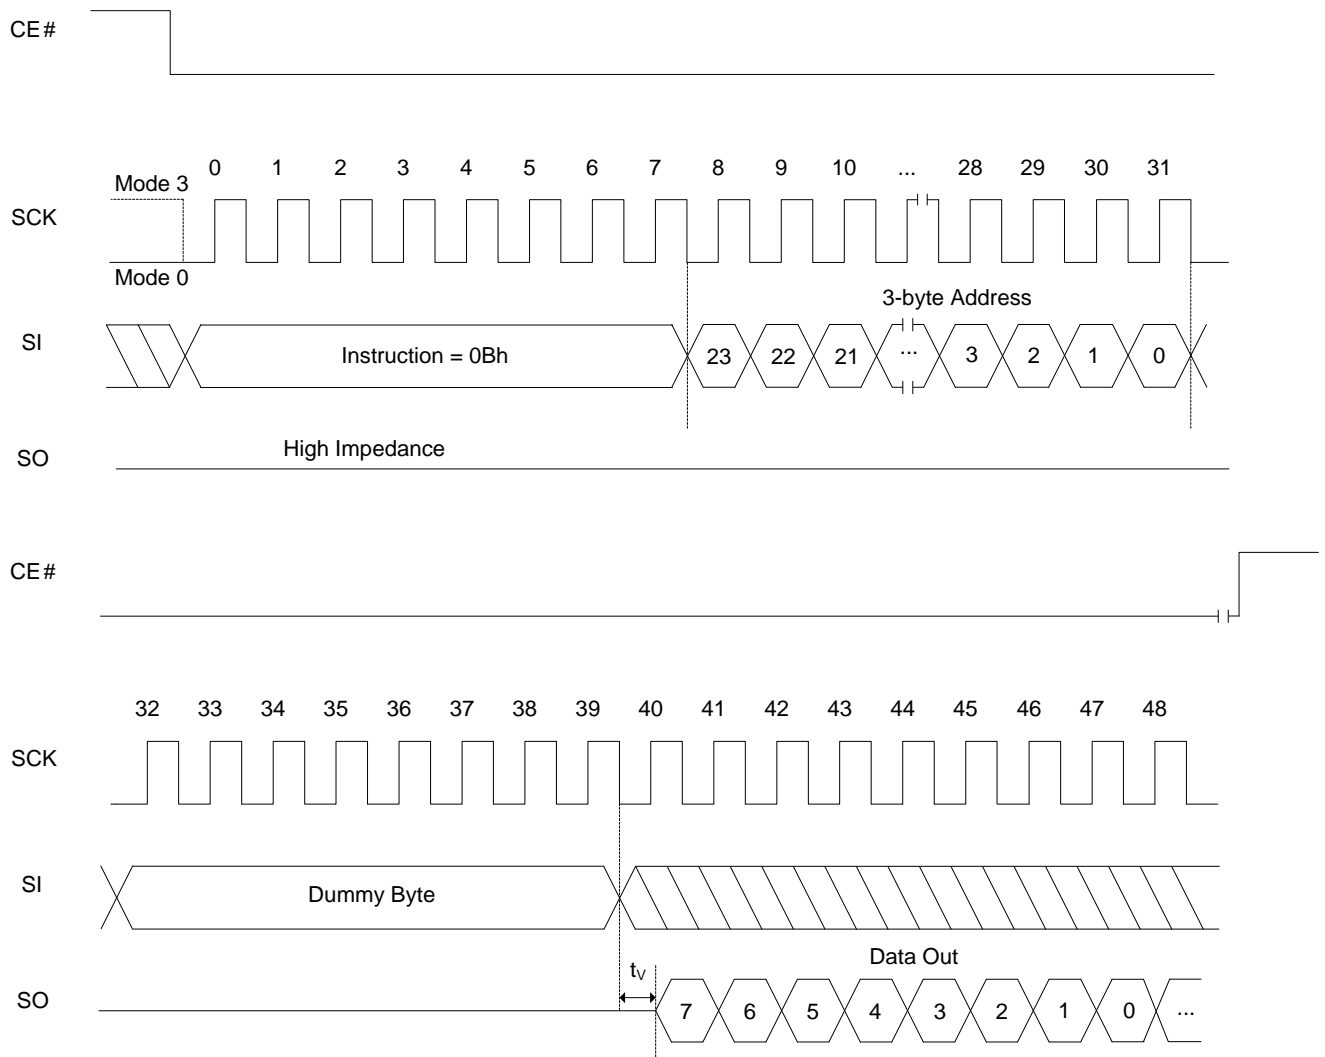 CE#
0 1 2 3 4 5 6 7 8 9 10 ... 28 29 30 31
Mode 3
SCK
Mode 0
3-byte Address
SI
Instruction = 0Bh
23 22 21 ... 3 2 1 0
High Impedance
SO
CE#
32 33 34 35 36 37 38 39 40 41 42 43 44 45 46 47 48
SCK
SI
Dummy Byte
Data Out
tV
SO
7 6 5 4 3 2 1 0 ...